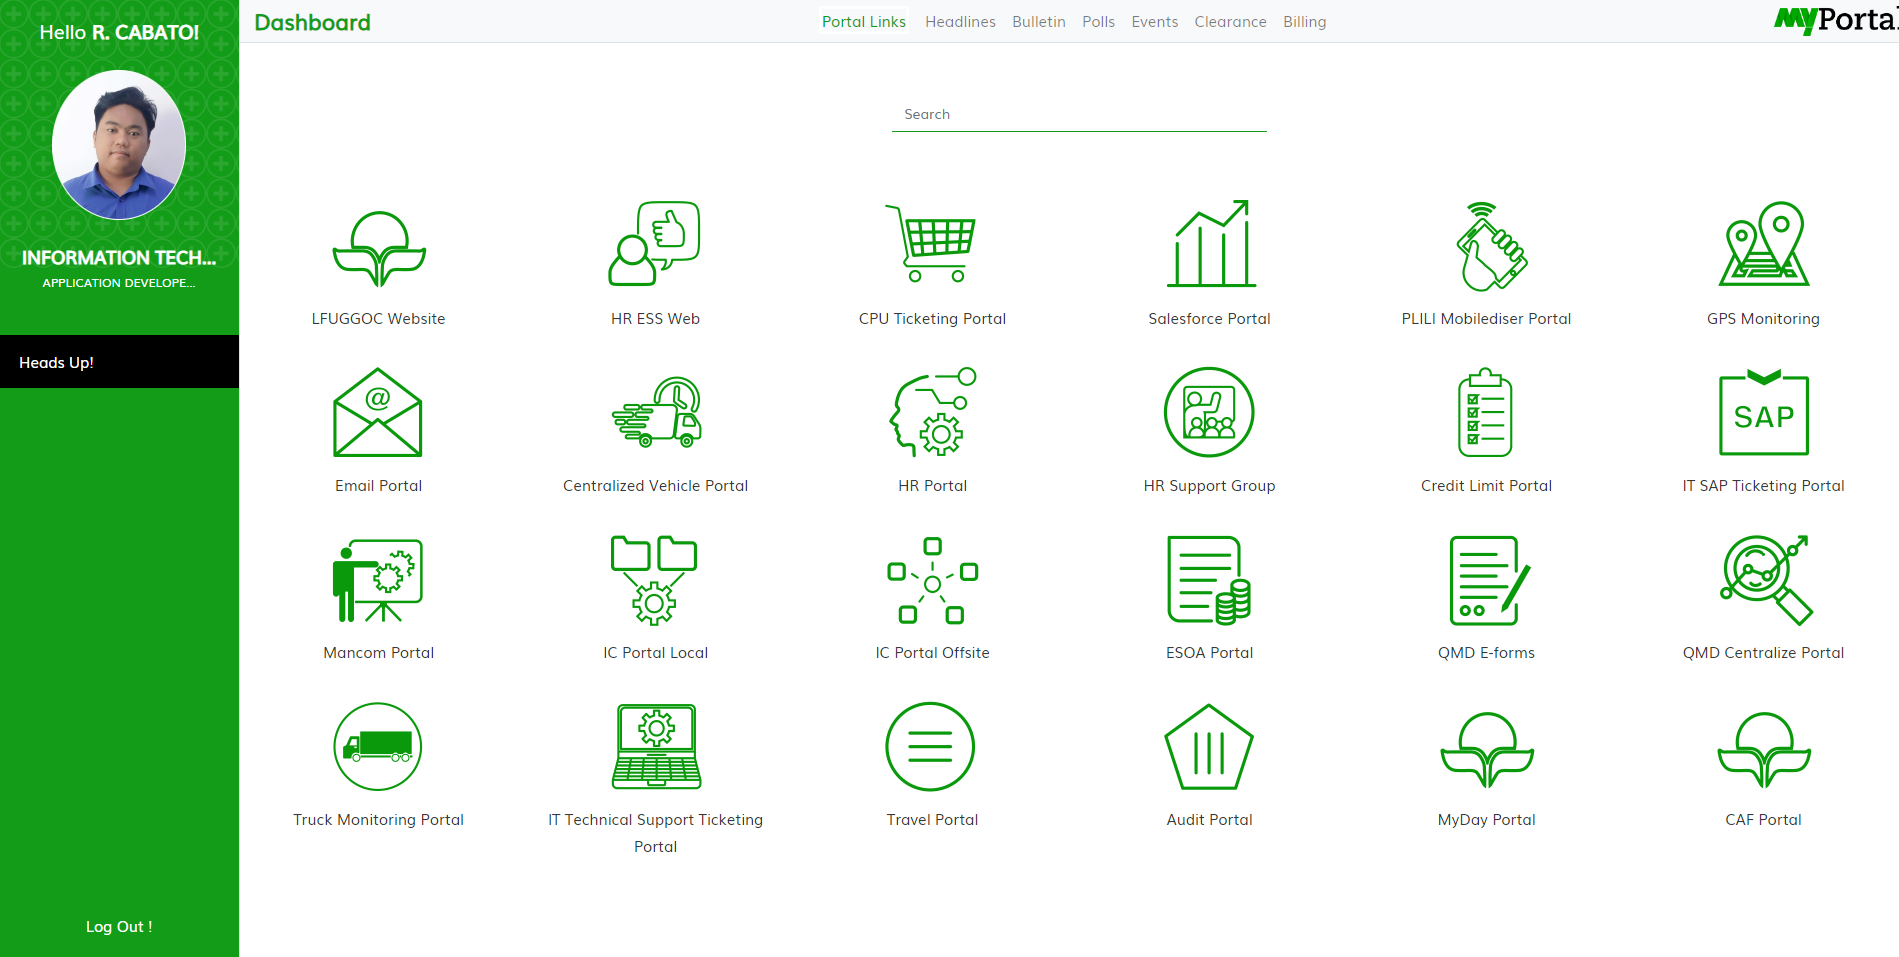 Hello R. CABATO!
INFORMATION TECH...
APPLICATION DEVELOPE...
Heads Up!
Log Out !
Dashboard
Portal Links Headlines Bulletin Polls Events Clearance Billing
MyPortal
Search
LFUGGOC Website
HR ESS Web
CPU Ticketing Portal
Salesforce Portal
PLILI Mobilediser Portal
GPS Monitoring
@
SAP
Email Portal
Centralized Vehicle Portal
HR Portal
HR Support Group
Credit Limit Portal
IT SAP Ticketing Portal
Mancom Portal
IC Portal Local
IC Portal Offsite
ESOA Portal
QMD E-forms
QMD Centralize Portal
Truck Monitoring Portal
IT Technical Support Ticketing
Portal
Travel Portal
Audit Portal
MyDay Portal
CAF Portal